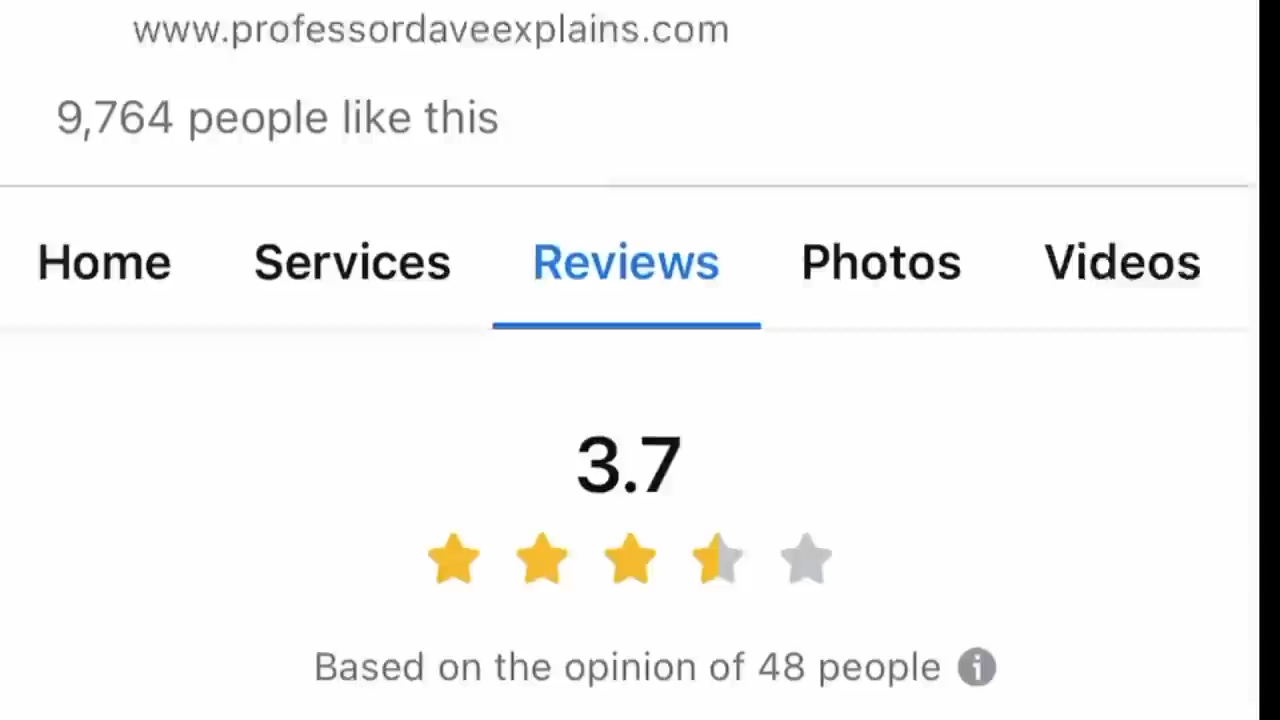 www.professordaveexplains.com
9,764 people like this
Home Services Reviews Photos Videos
3.7
Based on the opinion of 48 people